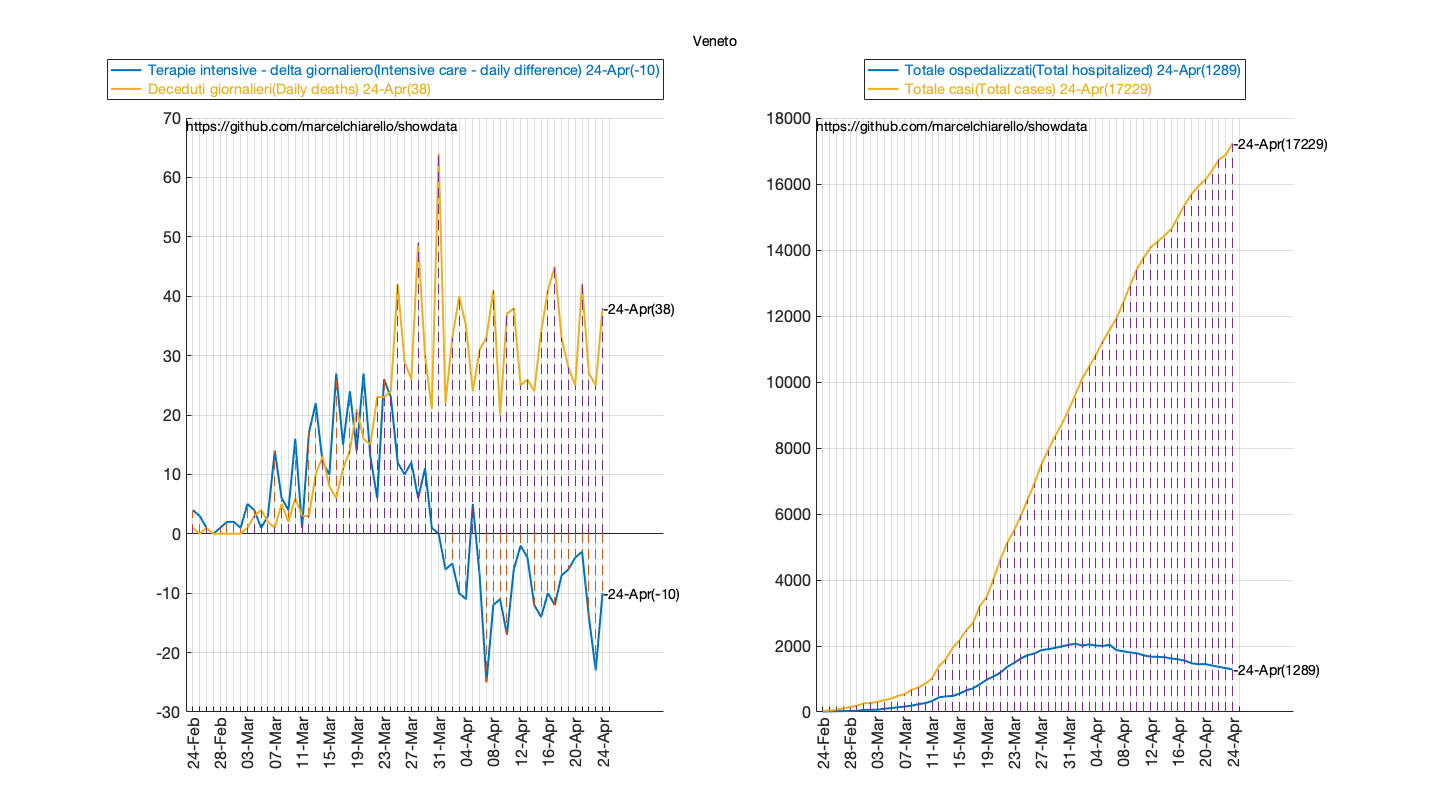 Veneto
Terapie intensive - delta giornaliero(Intensive care - daily difference) 24-Apr(-10)
Deceduti giornalieri(Daily deaths) 24-Apr(38)
https://github.com/marcelchiarello/showdata
70
60
50
40
30
20
10
0
-10
-20
-30
-24-Apr(38)
-24-Apr(-10)
24-Feb
28-Feb
03-Mar
07-Mar
11-Mar
15-Mar
19-Mar
23-Mar
27-Mar
31-Mar
04-Apr
08-Apr
12-Apr
16-Apr
20-Apr
24-Apr
Totale ospedalizzati(Total hospitalized) 24-Apr(1289)
Totale casi(Total cases) 24-Apr(17229)
https://github.com/marcelchiarello/showdata
18000
16000
14000
12000
10000
8000
6000
4000
2000
0
-24-Apr(17229)
-24-Apr(1289)
24-Feb
28-Feb
03-Mar
07-Mar
11-Mar
15-Mar
19-Mar
23-Mar
27-Mar
31-Mar
04-Apr
08-Apr
12-Apr
16-Apr
20-Apr
24-Apr